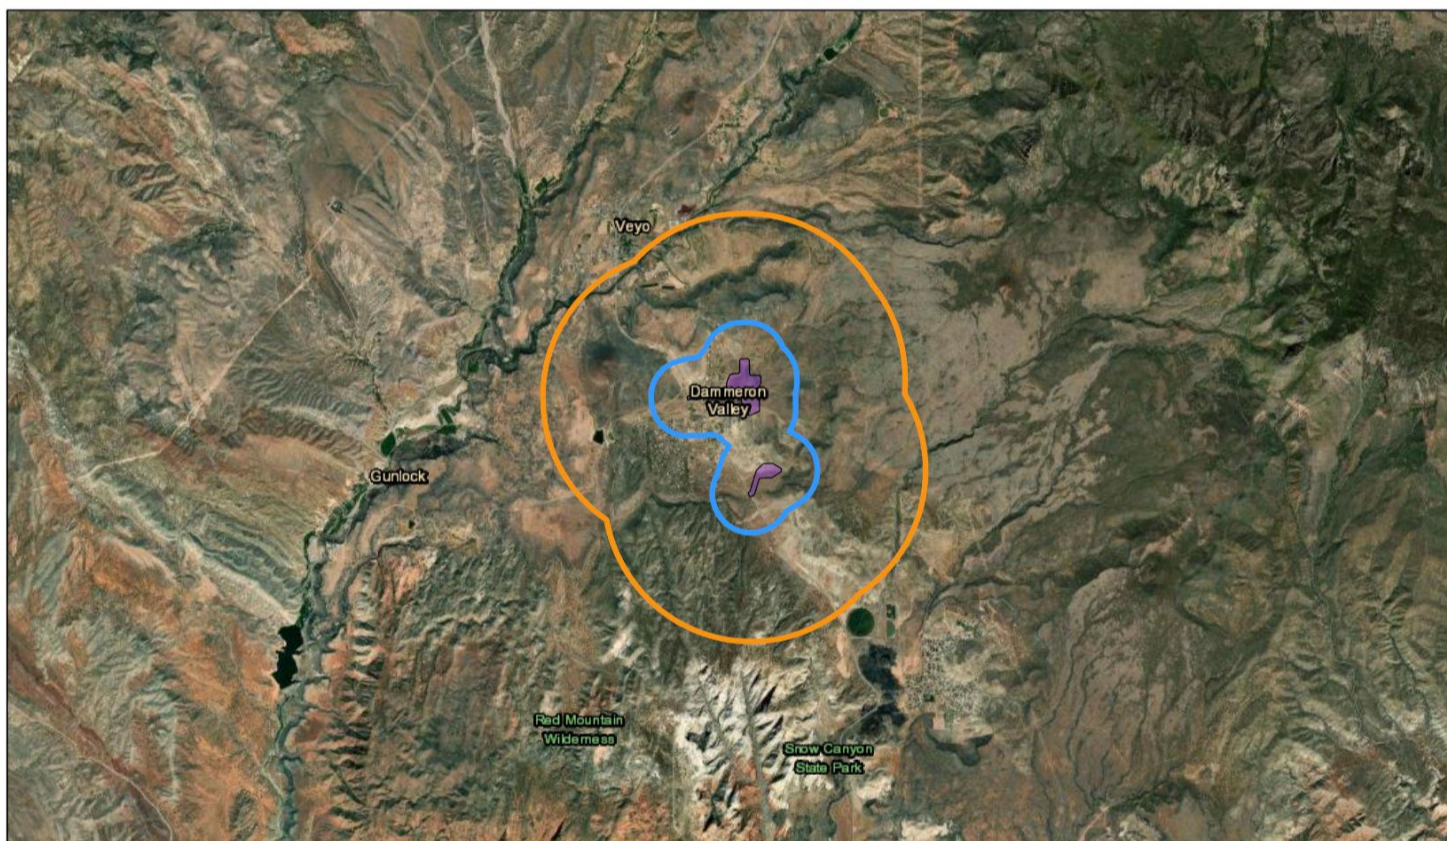 Veyo
Dammeron
Valley
Gunlock
Red Mountain
Wilderness
Snow Canyon
State Park